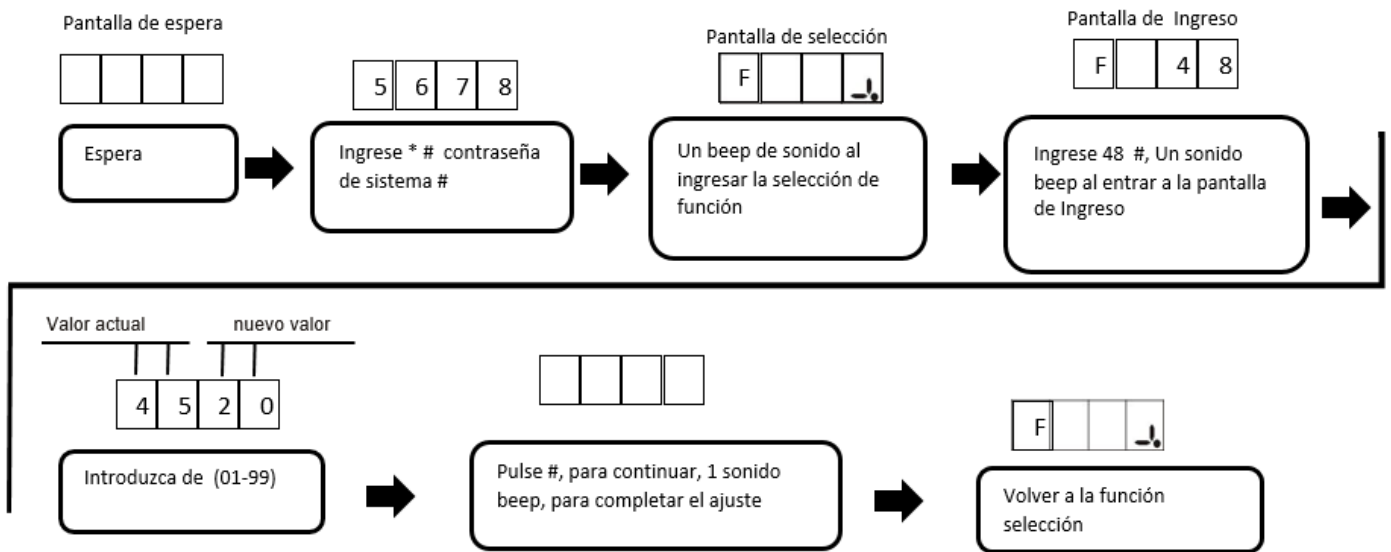 Pantalla de espera
Espera
5 6 7 8
Ingrese * # contraseña
de sistema #
Pantalla de selección
F
Un beep de sonido al
ingresar la selección de
función
Pantalla de Ingreso
F 4 8
Ingrese 48 #, Un sonido
beep al entrar a la pantalla
de Ingreso
Valor actual nuevo valor
4 5 2 0
Introduzca de (01-99)
Pulse #, para continuar, 1 sonido
beep, para completar el ajuste
F
Volver a la función
selección